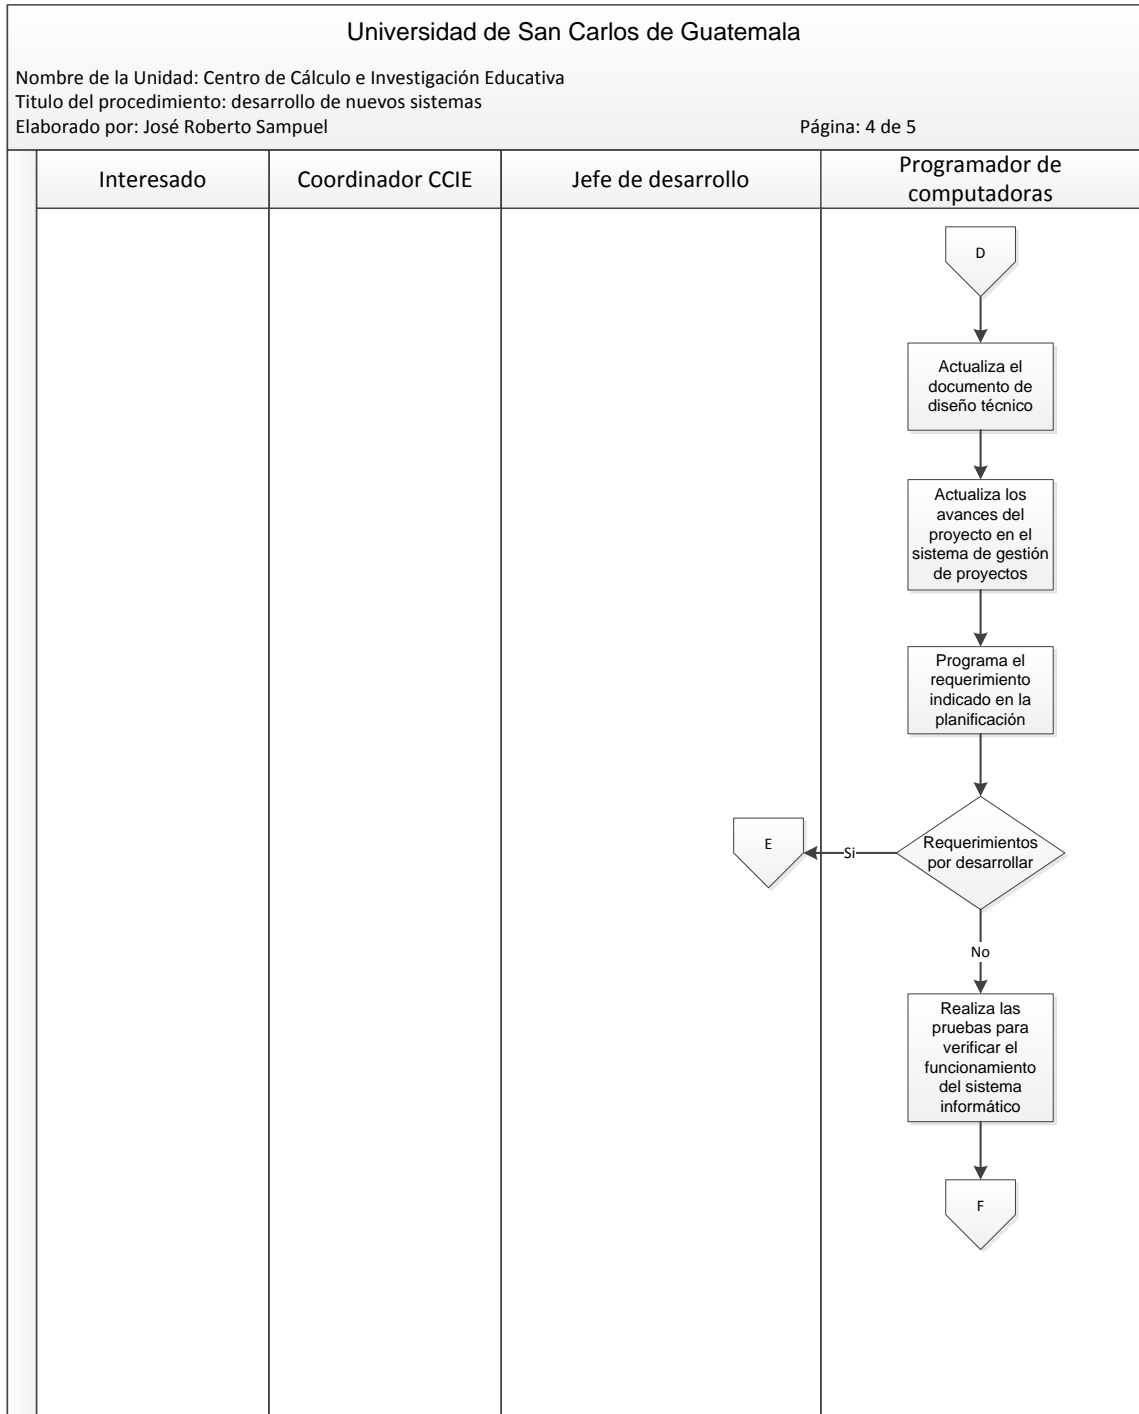 Universidad de San Carlos de Guatemala
Nombre de la Unidad: Centro de Cálculo e Investigación Educativa
Titulo del procedimiento: desarrollo de nuevos sistemas
Elaborado por: José Roberto Sampuel
Página: 4 de 5
Interesado
Coordinador CCIE
Jefe de desarrollo
Programador de
computadoras
D
Actualiza el
documento de
diseño técnico
Actualiza los
avances del
proyecto en el
sistema de gestión
de proyectos
Programa el
requerimiento
indicado en la
planificación
E
Si
Requerimientos
por desarrollar
No
Realiza las
pruebas para
verificar el
funcionamiento
del sistema
informático
F